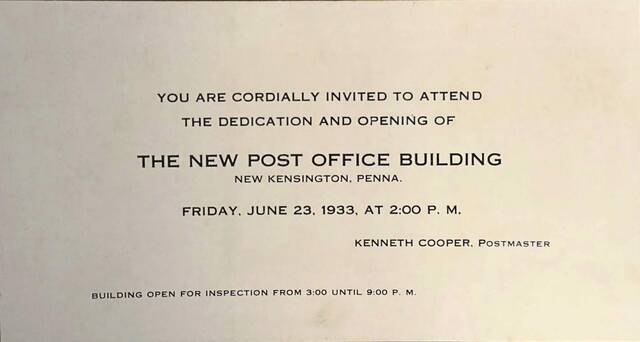 YOU ARE CORDIALLY INVITED TO ATTEND
THE DEDICATION AND OPENING OF
THE NEW POST OFFICE BUILDING
NEW KENSINGTON, PENNA.
FRIDAY, JUNE 23, 1933, AT 2:00 P. M.
KENNETH COOPER, POSTMASTER
BUILDING OPEN FOR INSPECTION FROM 3:00 UNTIL 9:00 P. M.